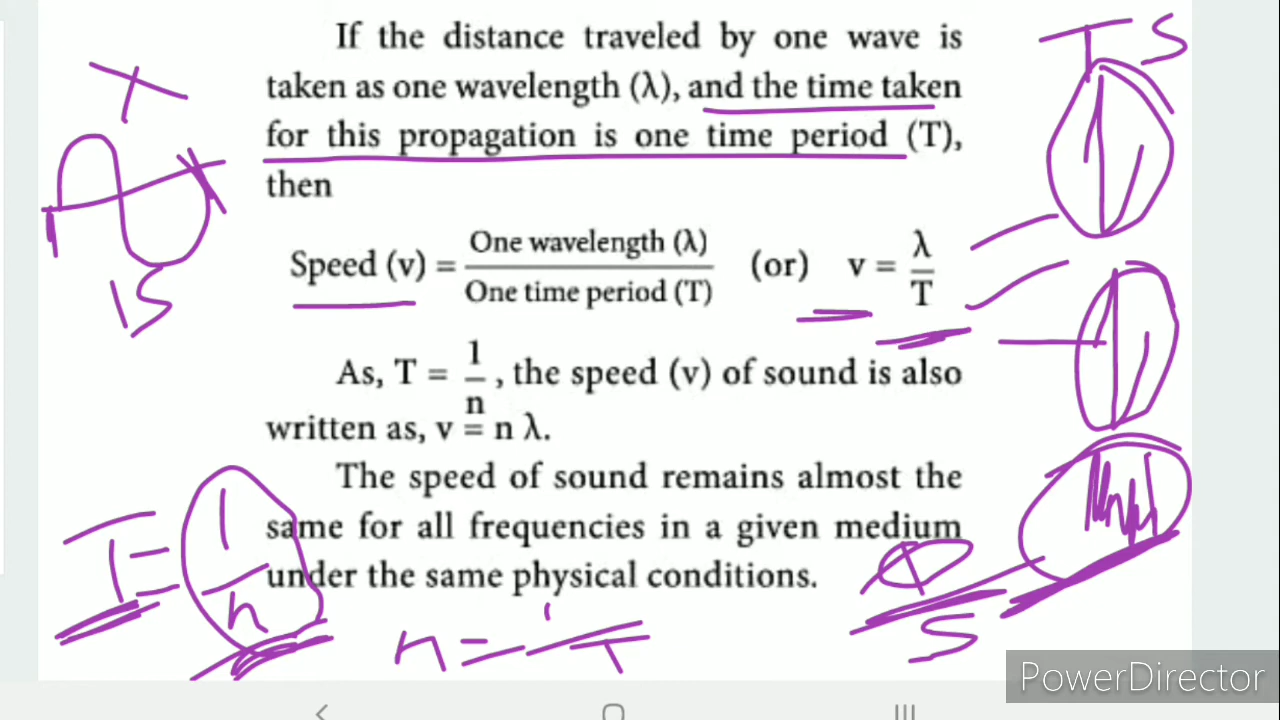 If the distance traveled by one wave is
taken as one wavelength (λ), and the time taken
for this propagation is one time period (T),
then
Speed (v) = One wavelength (λ) / One time period (T) (or) v = λ / T
As, T = 1 / n , the speed (v) of sound is also
written as, v = n λ.
The speed of sound remains almost the
same for all frequencies in a given medium
under the same physical conditions.
T S
T
1S
T = 1 / n
n = 1 / T
S
PowerDirector